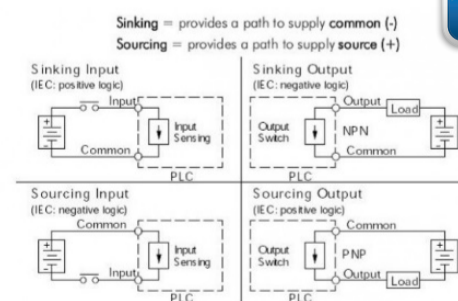 Sinking = provides a path to supply common (-)
Sourcing = provides a path to supply source (+)
Sinking Input
(IEC: positive logic)
Input
Input
Sensing
Common
PLC
Sinking Output
(IEC: negative logic)
Output
Load
Output
Switch
NPN
Common
PLC
Sourcing Input
(IEC: negative logic)
Common
Input
Sensing
Input
PLC
Sourcing Output
(IEC: positive logic)
Common
Output
Switch
PNP
Output
Load
PLC